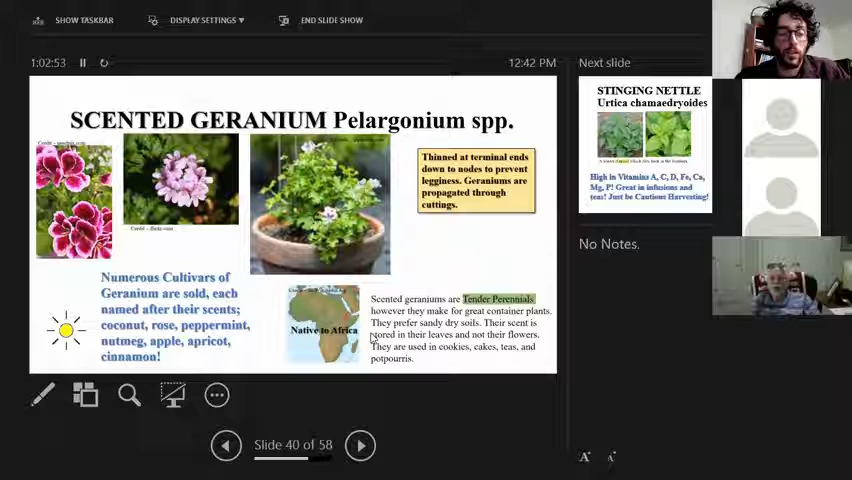 SHOW TASKBAR
DISPLAY SETTINGS ▼
END SLIDE SHOW
1:02:53
12:42 PM
SCENTED GERANIUM Pelargonium spp.
Thinned at terminal ends
down to nodes to prevent
legginess. Geraniums are
propagated through
cuttings.
Numerous Cultivars of
Geranium are sold, each
named after their scents;
coconut, rose, peppermint,
nutmeg, apple, apricot,
cinnamon!
Native to Africa
Scented geraniums are Tender Perennials
however they make for great container plants.
They prefer sandy dry soils. Their scent is
stored in their leaves and not their flowers.
They are used in cookies, cakes, teas, and
potpourris.
Slide 40 of 58
Next slide
STINGING NETTLE
Urtica chamaedryoides
High in Vitamins A, C, D, Fe, Ca,
Mg, P! Great in infusions and
teas! Just be Cautious Harvesting!
No Notes.
A
A